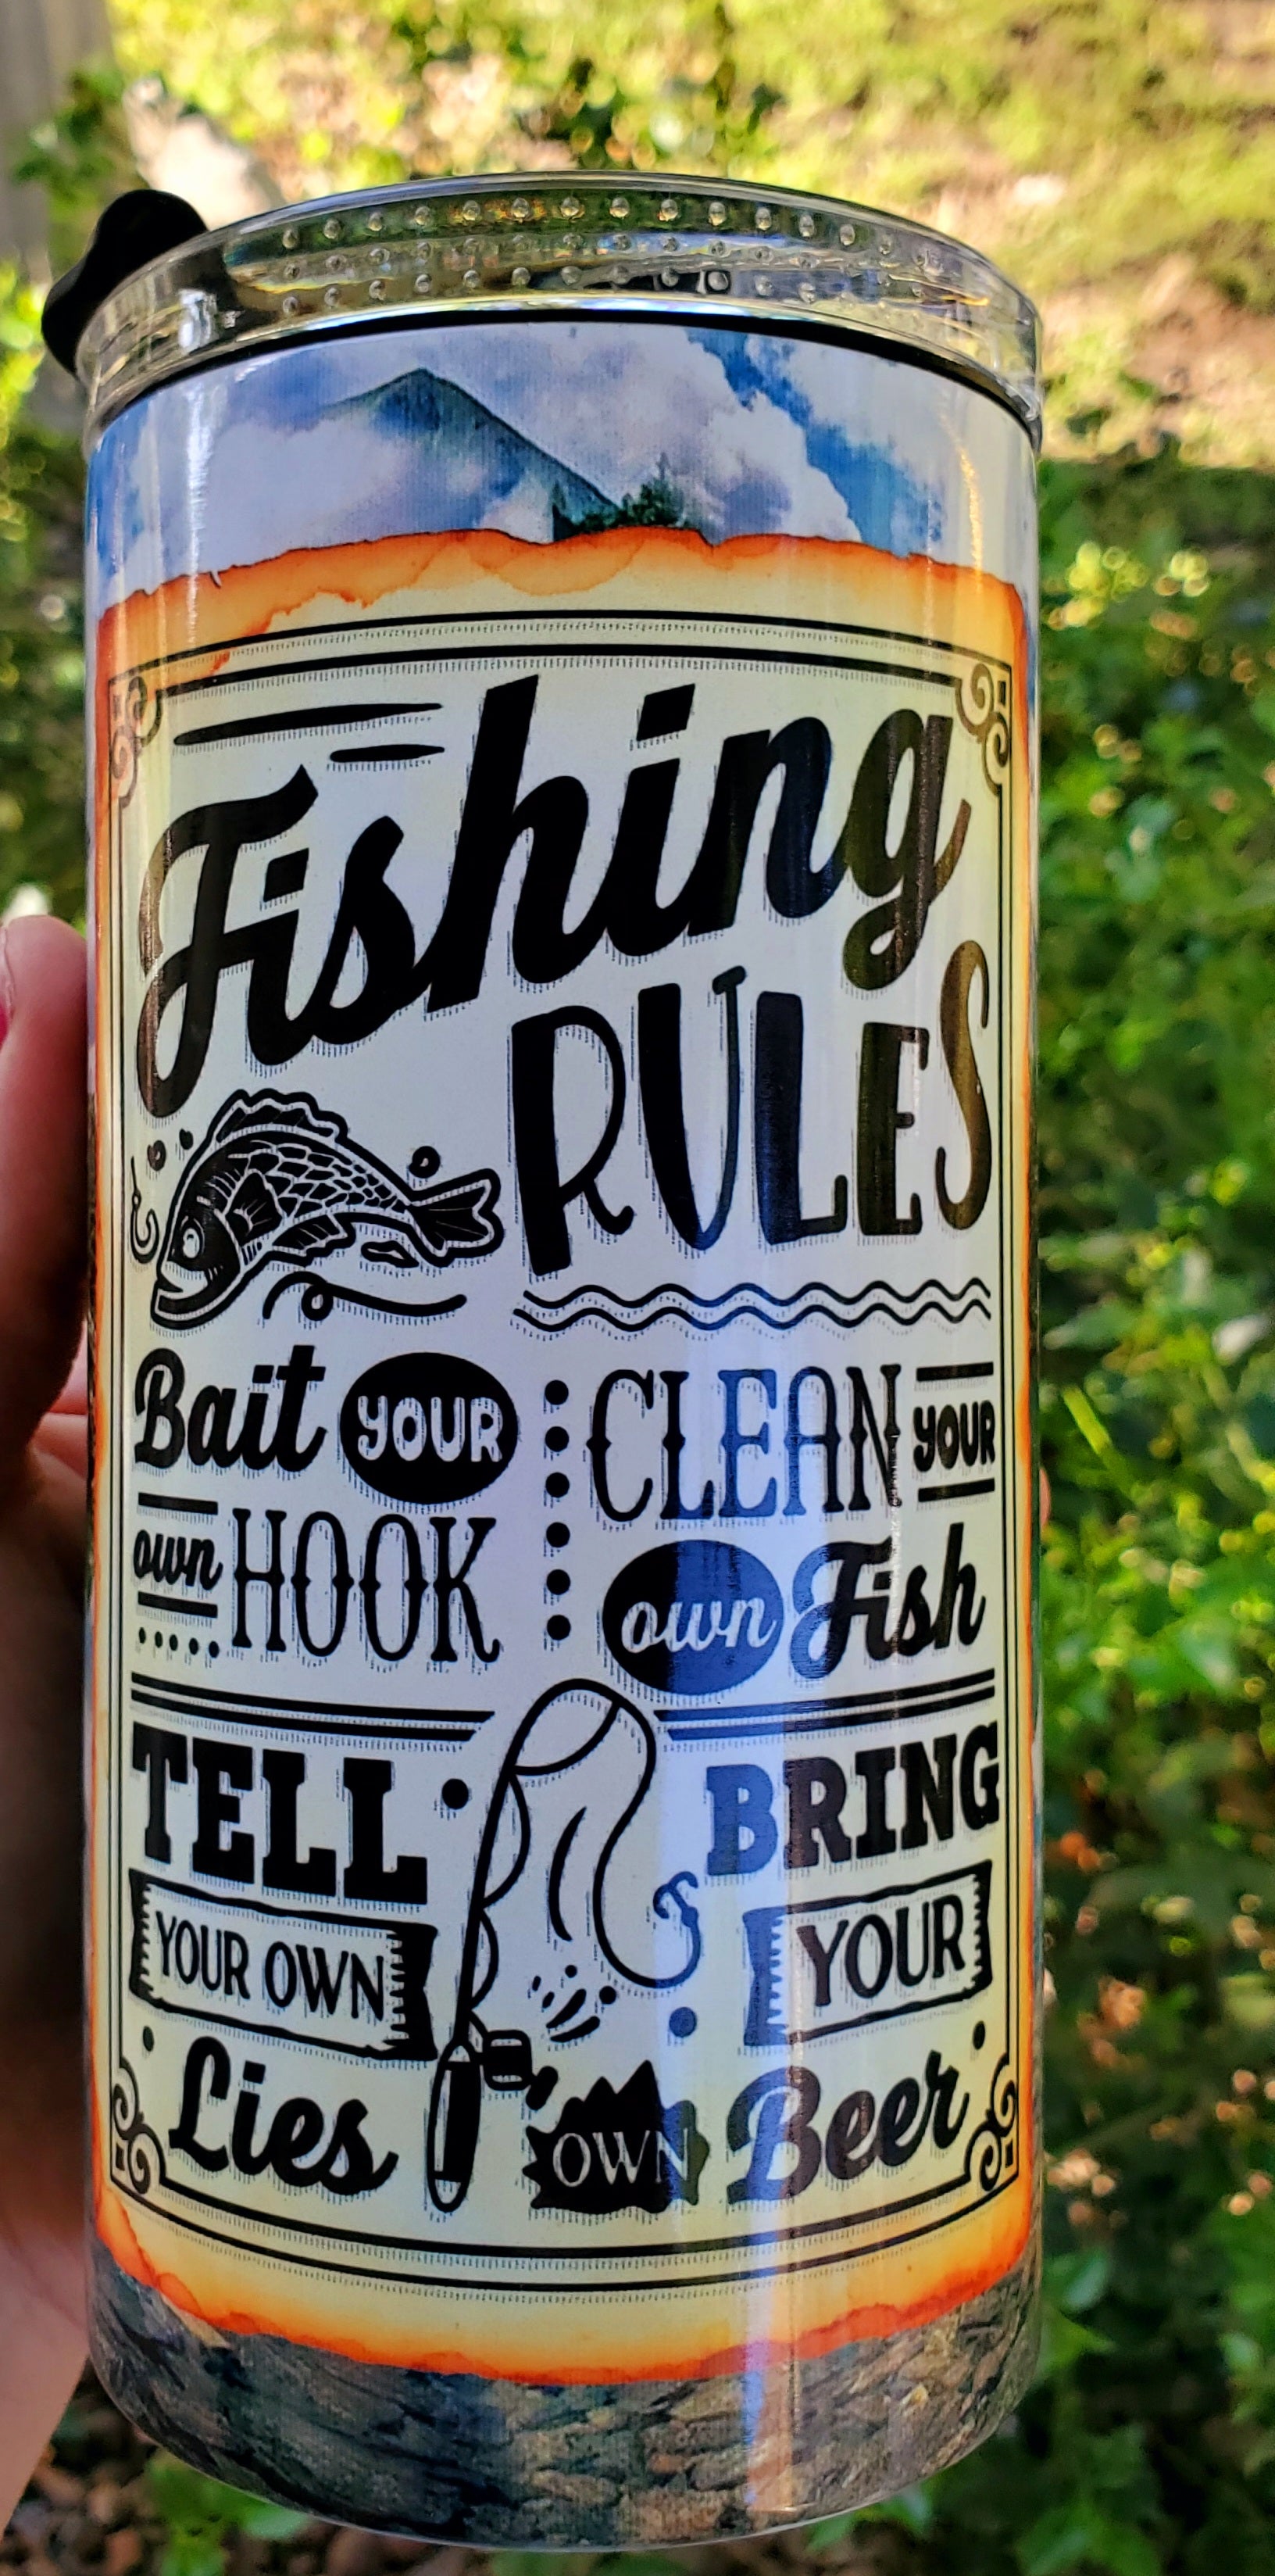 Fishing
RULES
Bait YOUR
own HOOK
CLEAN YOUR
own Fish
TELL
YOUR OWN
Lies
BRING
YOUR
OWN Beer